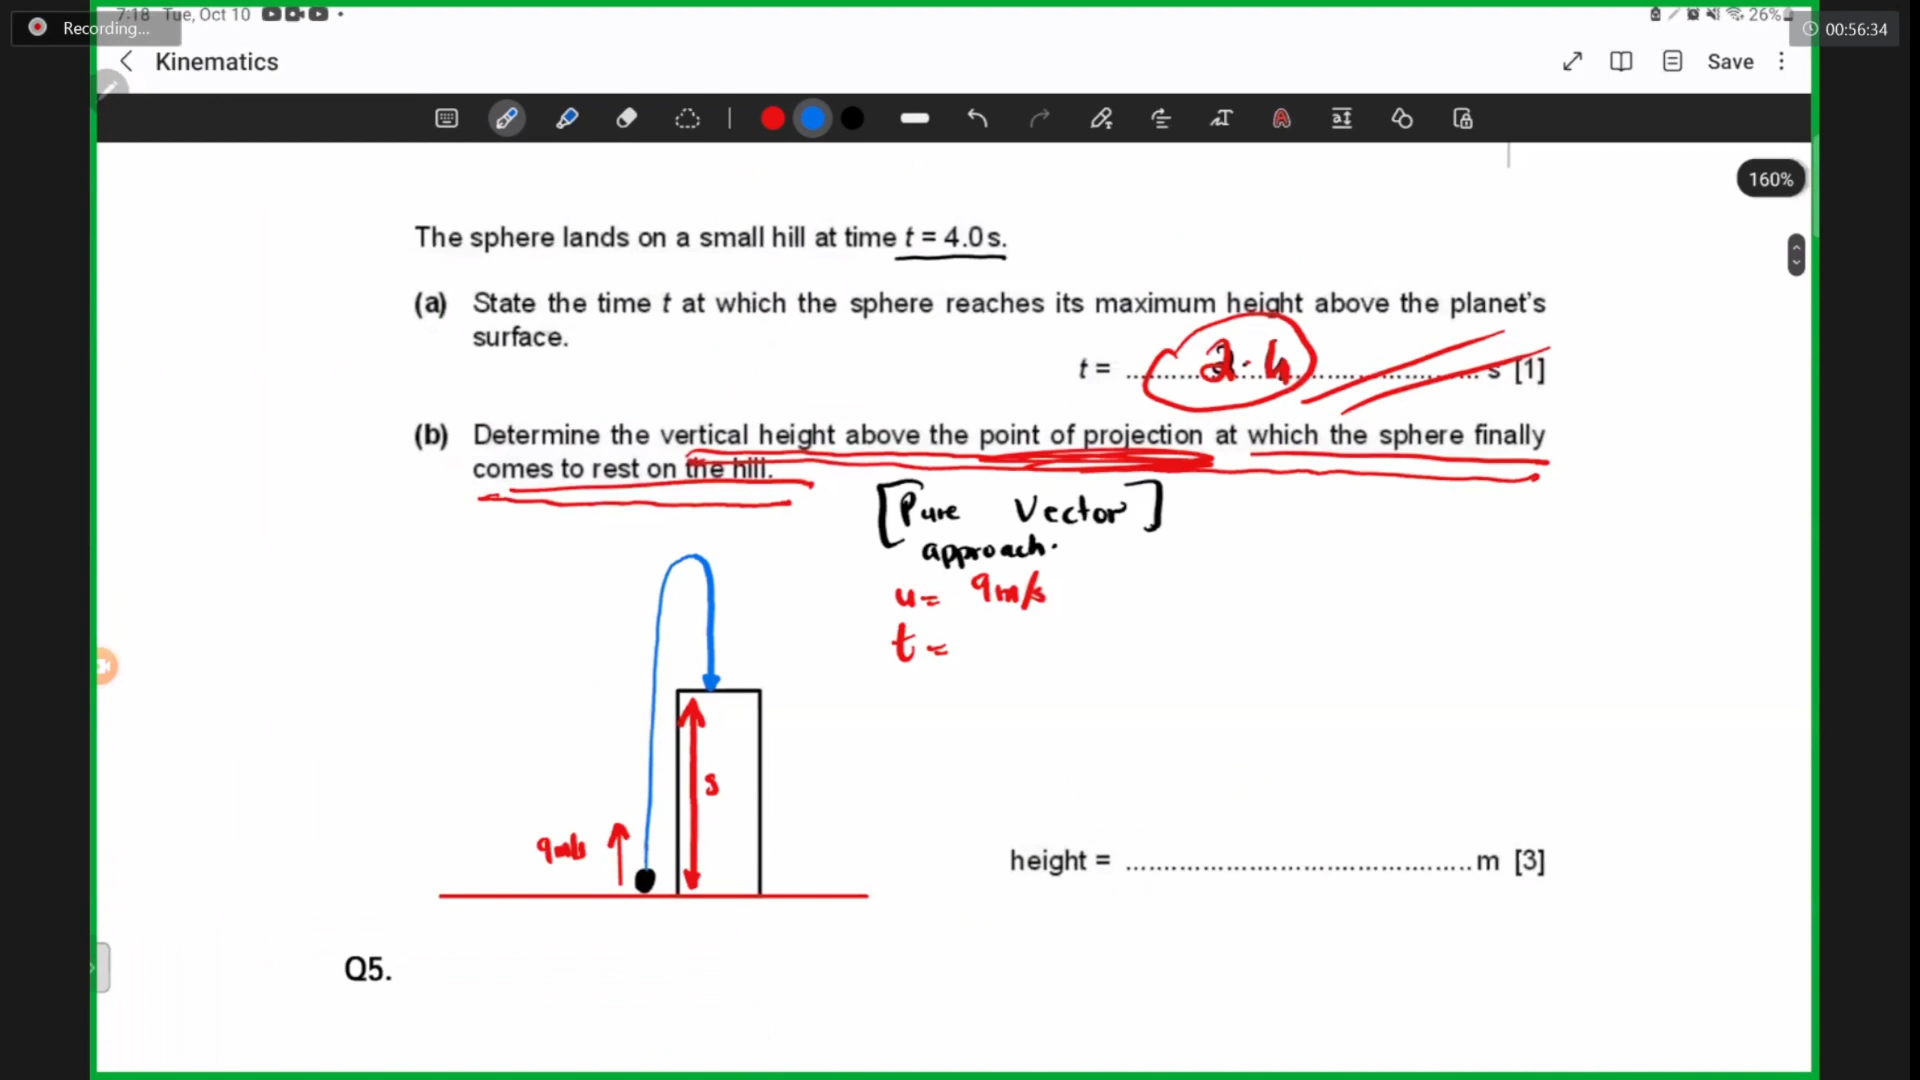 Recording...
7:18 Tue, Oct 10
26%
00:56:34
Kinematics
Save
160%
The sphere lands on a small hill at time t = 4.0 s.
(a) State the time t at which the sphere reaches its maximum height above the planet's
surface.
t = .......... 2.4 .......... s [1]
(b) Determine the vertical height above the point of projection at which the sphere finally
comes to rest on the hill.
[Pure Vector]
approach.
u = 9m/s
t =
s
9m/s
height = .......................................... m [3]
Q5.